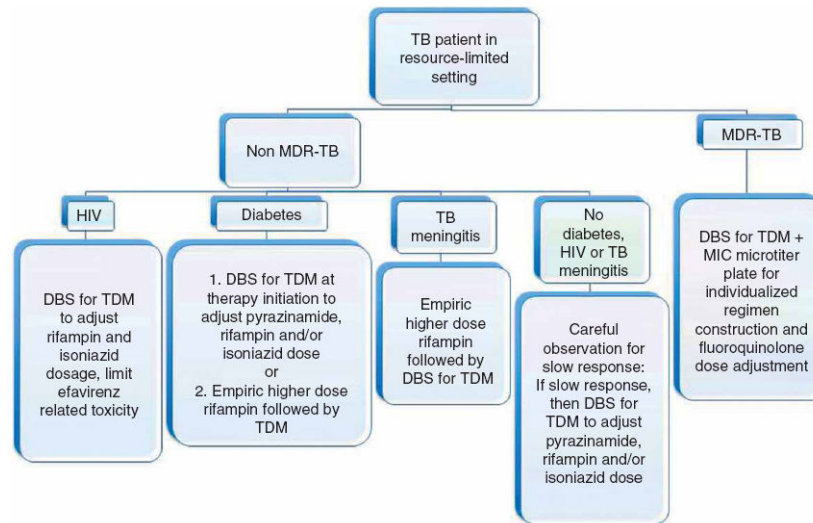 TB patient in
resource-limited
setting
Non MDR-TB
MDR-TB
HIV
Diabetes
TB
meningitis
No
diabetes,
HIV or TB
meningitis
DBS for TDM
to adjust
rifampin and
isoniazid
dosage, limit
efavirenz
related toxicity
1. DBS for TDM at
therapy initiation to
adjust pyrazinamide,
rifampin and/or
isoniazid dose
or
2. Empiric higher dose
rifampin followed by
TDM
Empiric
higher dose
rifampin
followed by
DBS for TDM
Careful
observation for
slow response:
If slow response,
then DBS for
TDM to adjust
pyrazinamide,
rifampin and/or
isoniazid dose
DBS for TDM +
MIC microtiter
plate for
individualized
regimen
construction and
fluoroquinolone
dose adjustment